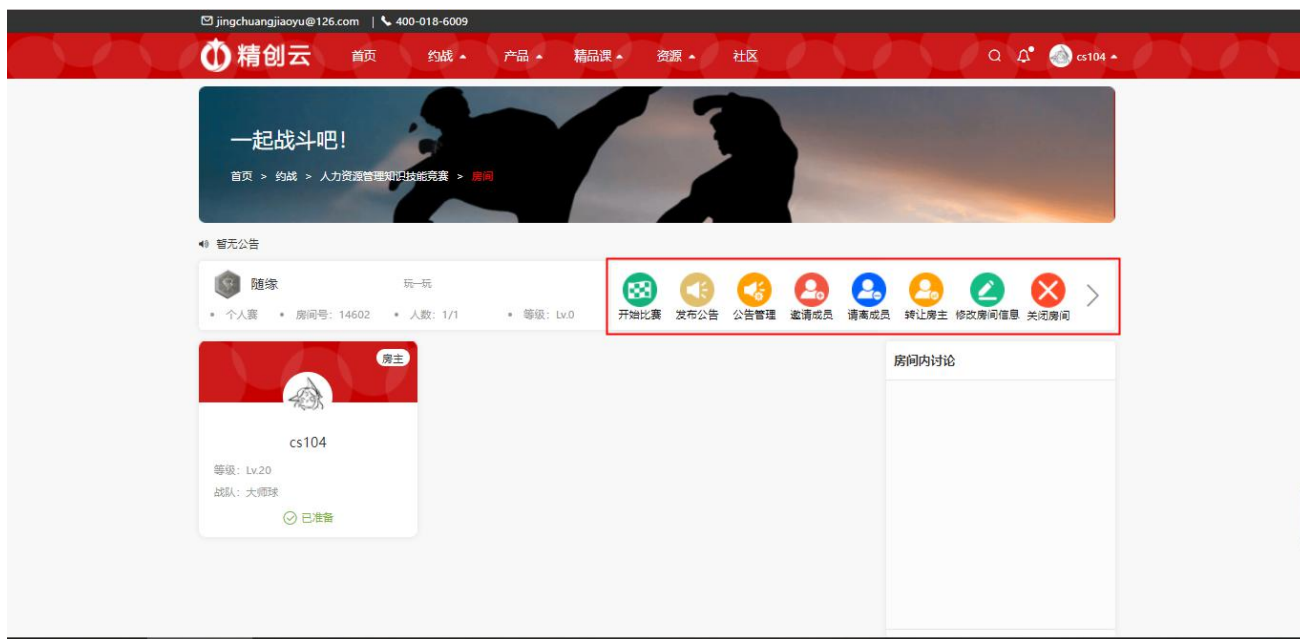 jingchuangjiaoyu@126.com | 400-018-6009
精创云 首页 约战 产品 精品课 资源 社区 cs104
一起战斗吧！
首页 > 约战 > 人力资源管理知识技能竞赛 > 房间
暂无公告
随缘 玩一玩
• 个人赛 • 房间号：14602 • 人数：1/1 • 等级：Lv.0
开始比赛 发布公告 公告管理 邀请成员 请离成员 转让房主 修改房间信息 关闭房间
房主
cs104
等级：Lv.20
战队：大师球
已准备
房间内讨论